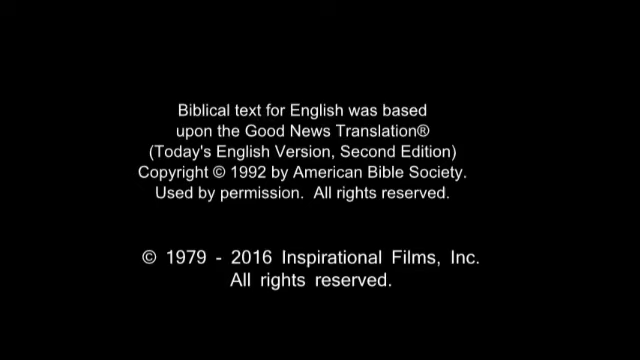 Biblical text for English was based
upon the Good News Translation®
(Today's English Version, Second Edition)
Copyright © 1992 by American Bible Society.
Used by permission.  All rights reserved.
© 1979 - 2016 Inspirational Films, Inc.
All rights reserved.